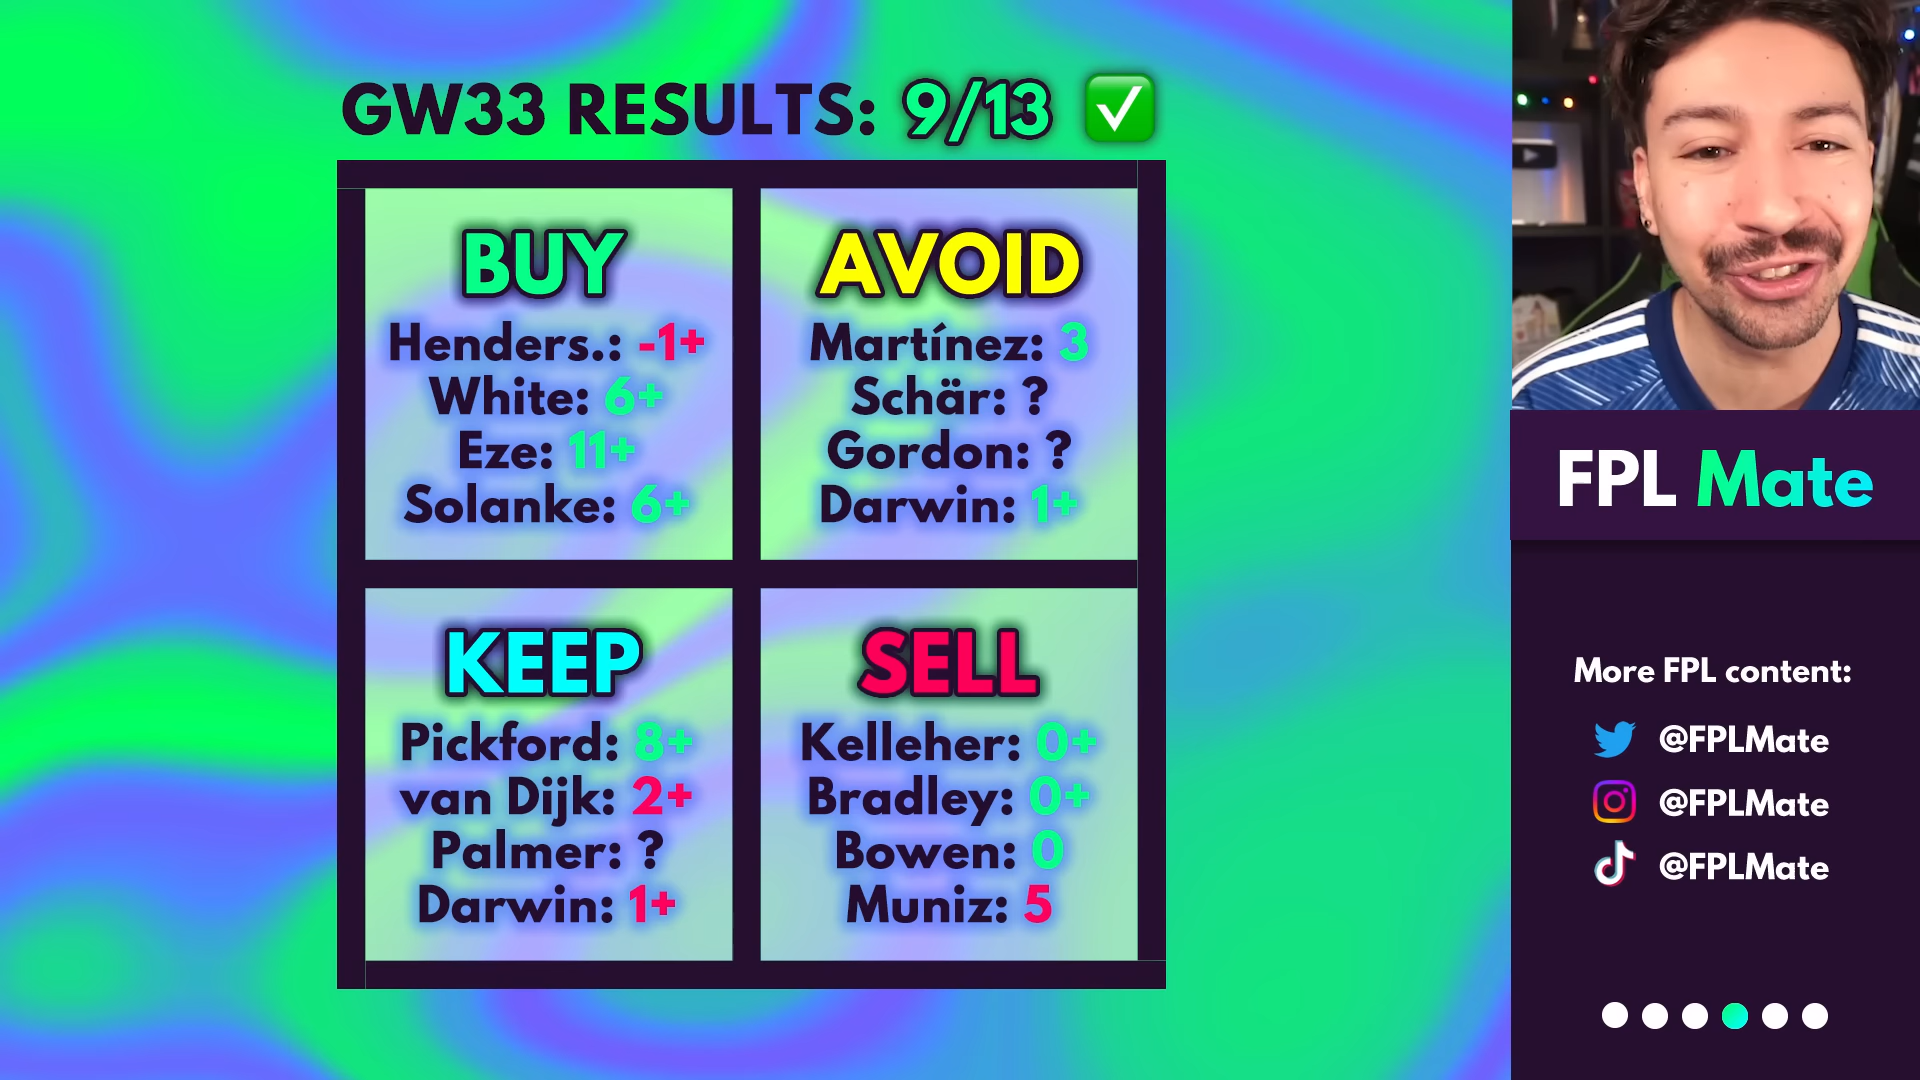 GW33 RESULTS: 9/13 ✅
BUY
Henders.: -1+
White: 6+
Eze: 11+
Solanke: 6+
AVOID
Martínez: 3
Schär: ?
Gordon: ?
Darwin: 1+
KEEP
Pickford: 8+
van Dijk: 2+
Palmer: ?
Darwin: 1+
SELL
Kelleher: 0+
Bradley: 0+
Bowen: 0
Muniz: 5
FPL Mate
More FPL content:
@FPLMate
@FPLMate
@FPLMate